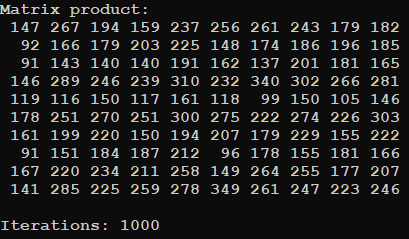 Matrix product:
147 267 194 159 237 256 261 243 179 182
92 166 179 203 225 148 174 186 196 185
91 143 140 140 191 162 137 201 181 165
146 289 246 239 310 232 340 302 266 281
119 116 150 117 161 118 99 150 105 146
178 251 270 251 300 275 222 274 226 303
161 199 220 150 194 207 179 229 155 222
91 151 184 187 212 96 178 155 181 166
167 220 234 211 258 149 264 255 177 207
141 285 225 259 278 349 261 247 223 246
Iterations: 1000